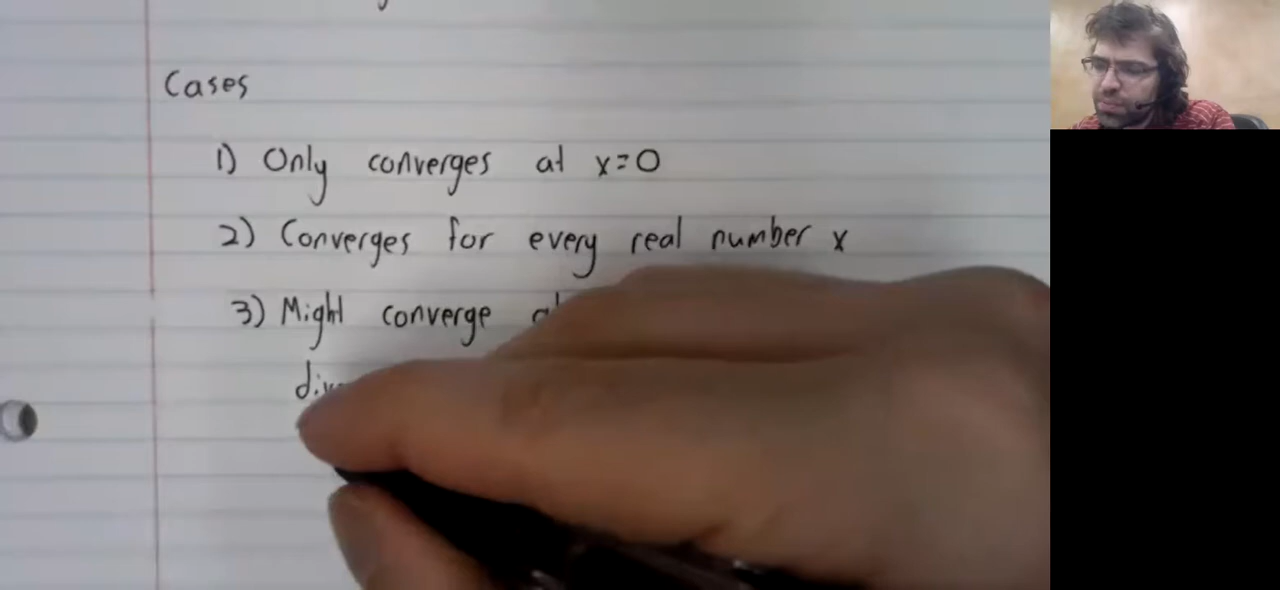 Cases
1) Only converges at x=0
2) Converges for every real number x
3) Might converge